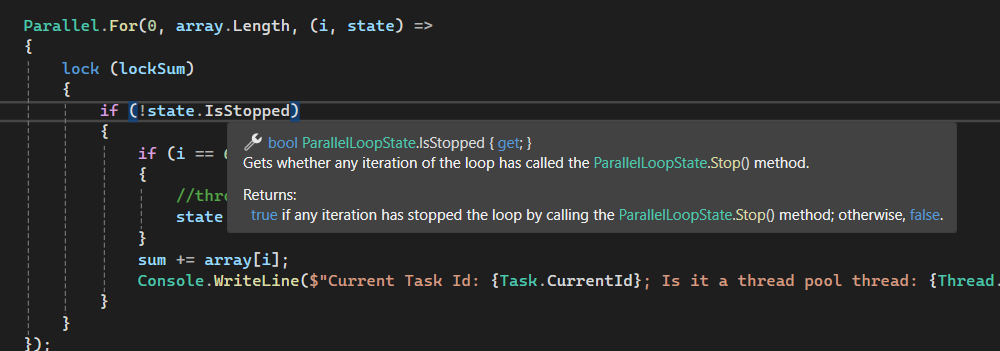 Parallel.For(0, array.Length, (i, state) =>
{
lock (lockSum)
{
if (!state.IsStopped)
{
bool ParallelLoopState.IsStopped { get; }
Gets whether any iteration of the loop has called the ParallelLoopState.Stop() method.
Returns:
true if any iteration has stopped the loop by calling the ParallelLoopState.Stop() method; otherwise, false.
if (i ==
{
//thro
state
}
sum += array[i];
Console.WriteLine($"Current Task Id: {Task.CurrentId}; Is it a thread pool thread: {Thread.
}
}
});